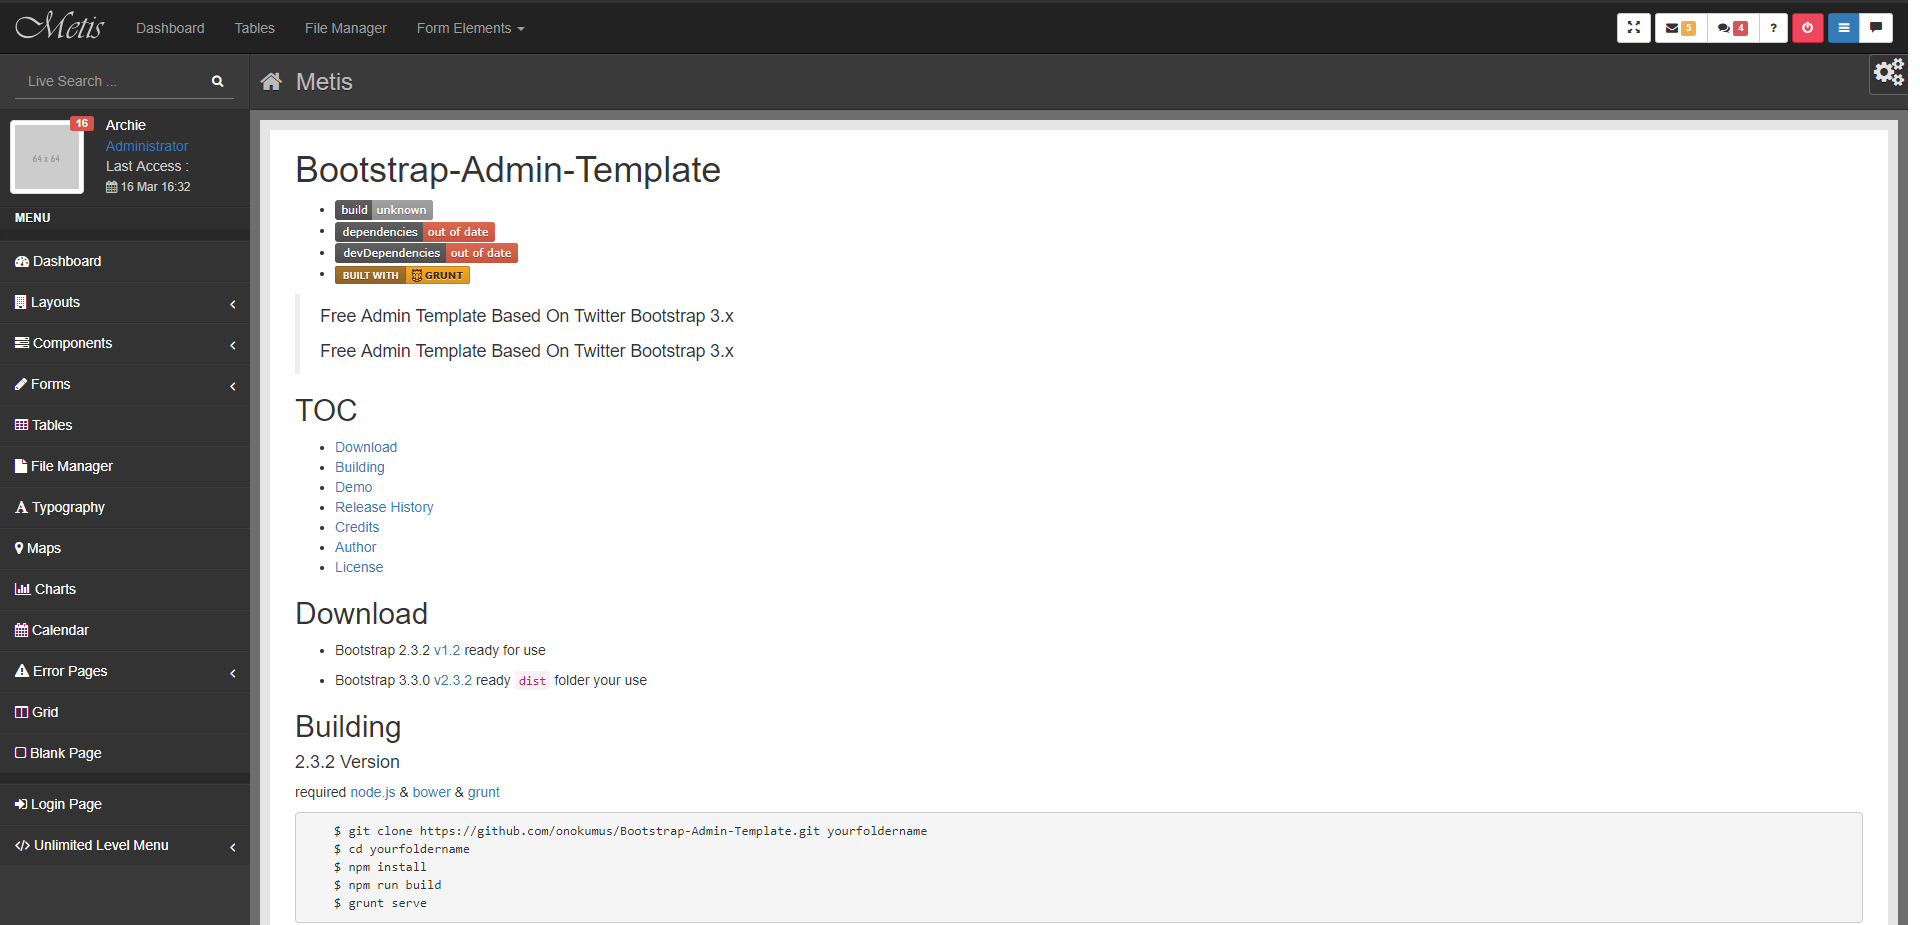 Metis
Dashboard
Tables
File Manager
Form Elements
5
4
?
Live Search ...
Metis
64 x 64
16
Archie
Administrator
Last Access :
16 Mar 16:32
MENU
Dashboard
Layouts
Components
Forms
Tables
File Manager
Typography
Maps
Charts
Calendar
Error Pages
Grid
Blank Page
Login Page
Unlimited Level Menu
Bootstrap-Admin-Template
build unknown
dependencies out of date
devDependencies out of date
BUILT WITH GRUNT
Free Admin Template Based On Twitter Bootstrap 3.x
Free Admin Template Based On Twitter Bootstrap 3.x
TOC
Download
Building
Demo
Release History
Credits
Author
License
Download
Bootstrap 2.3.2 v1.2 ready for use
Bootstrap 3.3.0 v2.3.2 ready dist folder your use
Building
2.3.2 Version
required node.js & bower & grunt
$ git clone https://github.com/onokumus/Bootstrap-Admin-Template.git yourfoldername
$ cd yourfoldername
$ npm install
$ npm run build
$ grunt serve